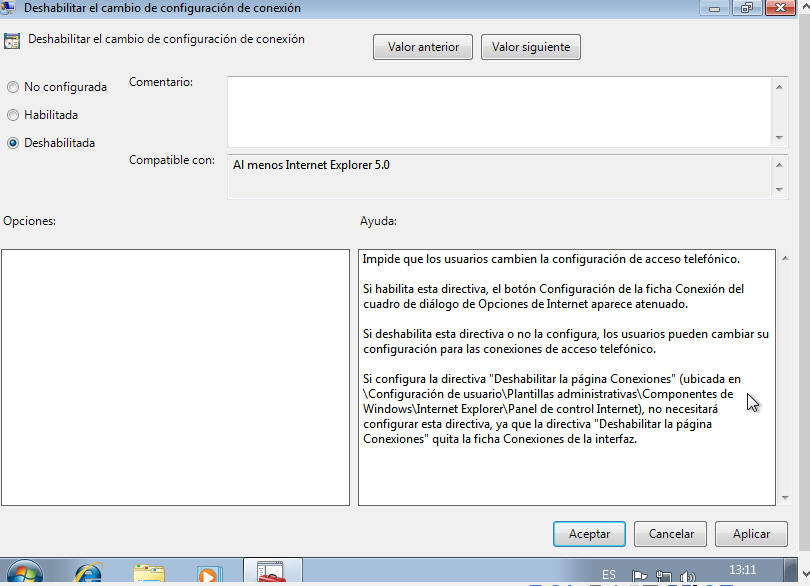 Deshabilitar el cambio de configuración de conexión
Deshabilitar el cambio de configuración de conexión
Valor anterior
Valor siguiente
No configurada
Habilitada
Deshabilitada
Comentario:
Compatible con:
Al menos Internet Explorer 5.0
Opciones:
Ayuda:
Impide que los usuarios cambien la configuración de acceso telefónico.
Si habilita esta directiva, el botón Configuración de la ficha Conexión del
cuadro de diálogo de Opciones de Internet aparece atenuado.
Si deshabilita esta directiva o no la configura, los usuarios pueden cambiar su
configuración para las conexiones de acceso telefónico.
Si configura la directiva "Deshabilitar la página Conexiones" (ubicada en
\Configuración de usuario\Plantillas administrativas\Componentes de
Windows\Internet Explorer\Panel de control Internet), no necesitará
configurar esta directiva, ya que la directiva "Deshabilitar la página
Conexiones" quita la ficha Conexiones de la interfaz.
Aceptar
Cancelar
Aplicar
ES
13:11